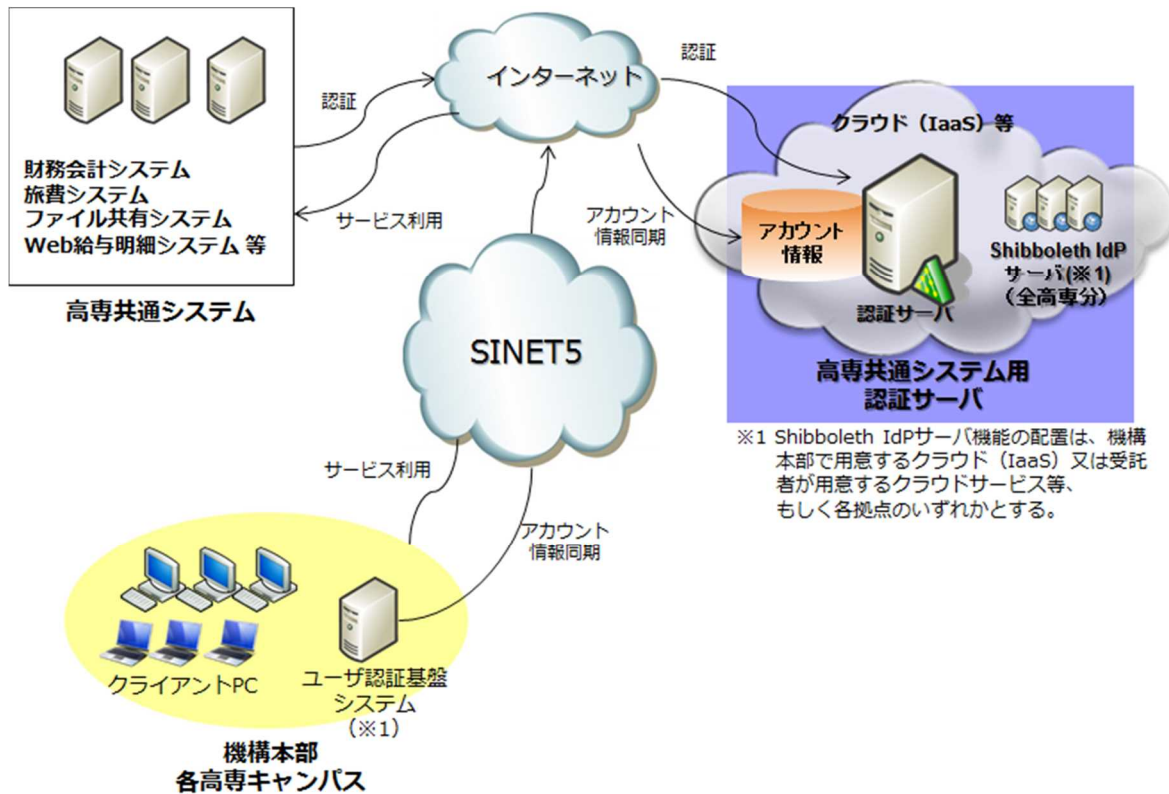 財務会計システム
旅費システム
ファイル共有システム
Web給与明細システム 等
高専共通システム
認証
サービス利用
インターネット
認証
アカウント
情報同期
クラウド（IaaS）等
アカウント
情報
認証サーバ
Shibboleth IdP
サーバ(※1)
（全高専分）
高専共通システム用
認証サーバ
※1 Shibboleth IdPサーバ機能の配置は、機構
本部で用意するクラウド（IaaS）又は受託
者が用意するクラウドサービス等、
もしく各拠点のいずれかとする。
SINET5
サービス利用
アカウント
情報同期
クライアントPC
ユーザ認証基盤
システム
（※1）
機構本部
各高専キャンパス